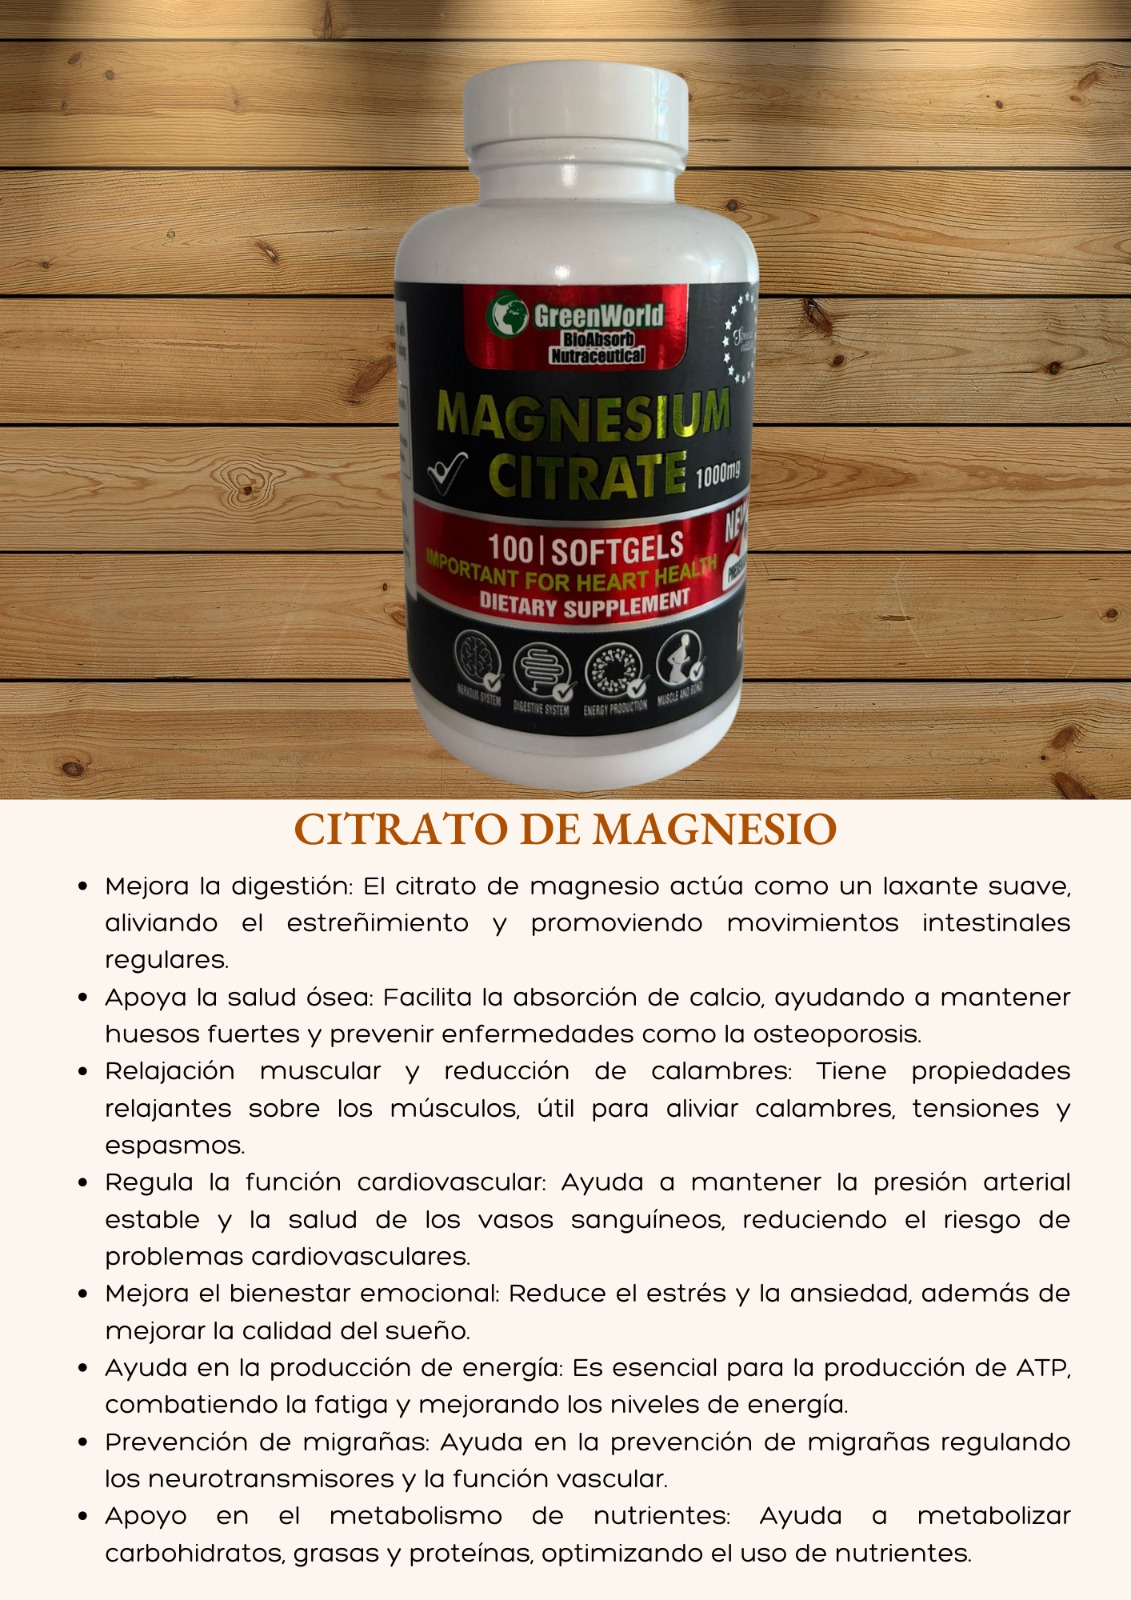 GreenWorld
BioAbsorb
Nutraceutical
MAGNESIUM
CITRATE 1000mg
100 | SOFTGELS
IMPORTANT FOR HEART HEALTH
DIETARY SUPPLEMENT
NERVOUS SYSTEM
DIGESTIVE SYSTEM
ENERGY PRODUCTION
MUSCLE AND BONE
CITRATO DE MAGNESIO
• Mejora la digestión: El citrato de magnesio actúa como un laxante suave,
aliviando el estreñimiento y promoviendo movimientos intestinales
regulares.
• Apoya la salud ósea: Facilita la absorción de calcio, ayudando a mantener
huesos fuertes y prevenir enfermedades como la osteoporosis.
• Relajación muscular y reducción de calambres: Tiene propiedades
relajantes sobre los músculos, útil para aliviar calambres, tensiones y
espasmos.
• Regula la función cardiovascular: Ayuda a mantener la presión arterial
estable y la salud de los vasos sanguíneos, reduciendo el riesgo de
problemas cardiovasculares.
• Mejora el bienestar emocional: Reduce el estrés y la ansiedad, además de
mejorar la calidad del sueño.
• Ayuda en la producción de energía: Es esencial para la producción de ATP,
combatiendo la fatiga y mejorando los niveles de energía.
• Prevención de migrañas: Ayuda en la prevención de migrañas regulando
los neurotransmisores y la función vascular.
• Apoyo en el metabolismo de nutrientes: Ayuda a metabolizar
carbohidratos, grasas y proteínas, optimizando el uso de nutrientes.